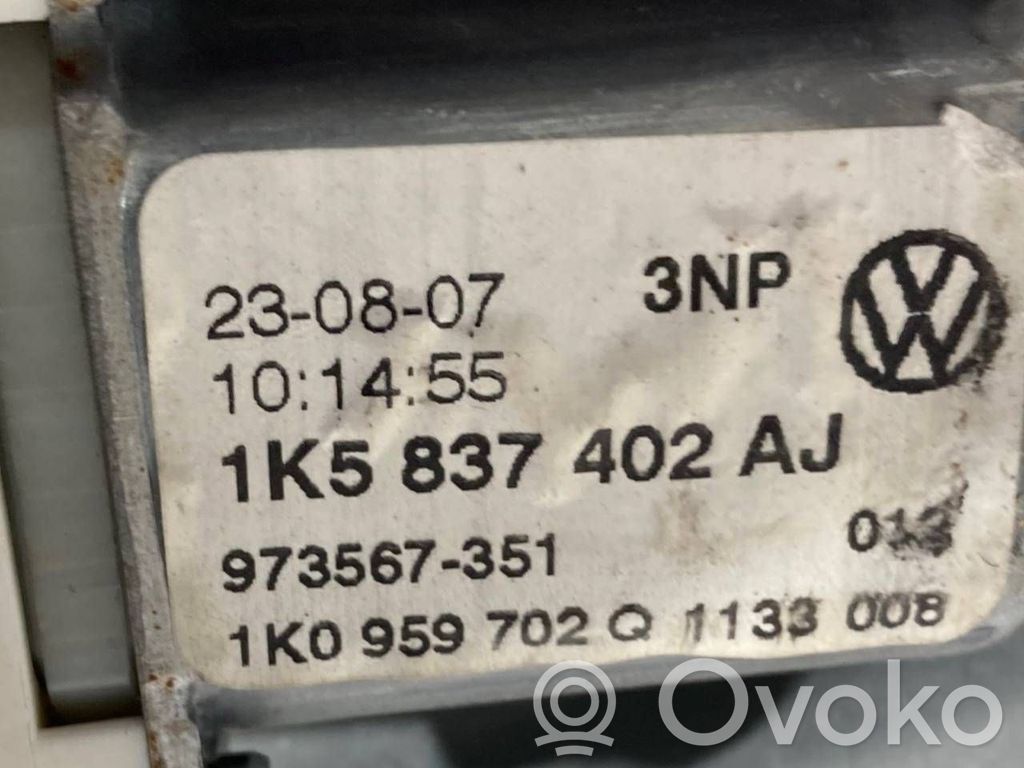 23-08-07 3NP
10:14:55
1K5 837 402 AJ
973567-351
1K0 959 702 Q 1133 008
Ovoko